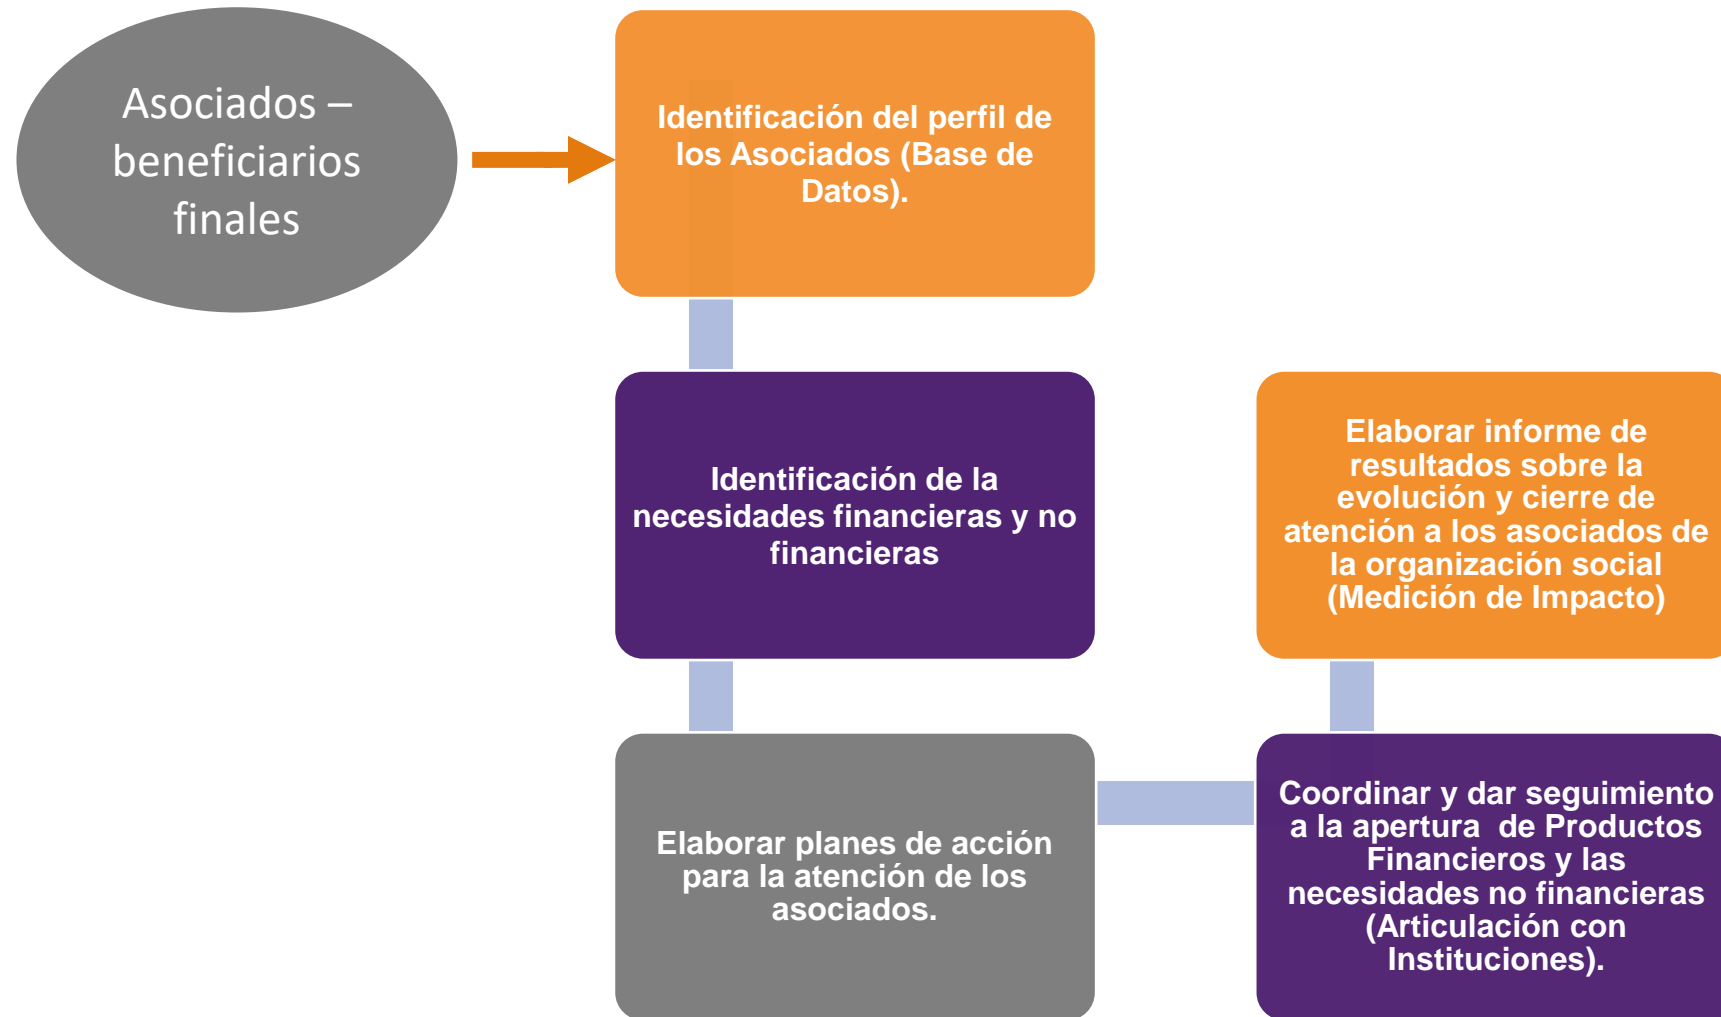 Asociados –
beneficiarios
finales
Identificación del perfil de
los Asociados (Base de
Datos).
Identificación de la
necesidades financieras y no
financieras
Elaborar planes de acción
para la atención de los
asociados.
Coordinar y dar seguimiento
a la apertura  de Productos
Financieros y las
necesidades no financieras
(Articulación con
Instituciones).
Elaborar informe de
resultados sobre la
evolución y cierre de
atención a los asociados de
la organización social
(Medición de Impacto)